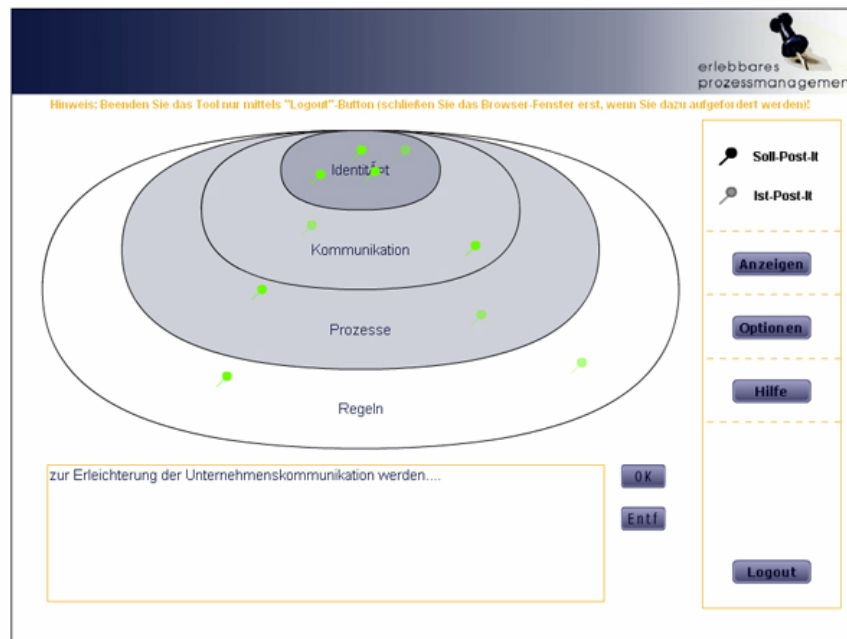 erlebbares
prozessmanagement
Hinweis: Beenden Sie das Tool nur mittels "Logout"-Button (schließen Sie das Browser-Fenster erst, wenn Sie dazu aufgefordert werden)!
Soll-Post-It
Ist-Post-It
Kommunikation
Prozesse
Regeln
Anzeigen
Optionen
Hilfe
zur Erleichterung der Unternehmenskommunikation werden....
OK
Entf
Logout